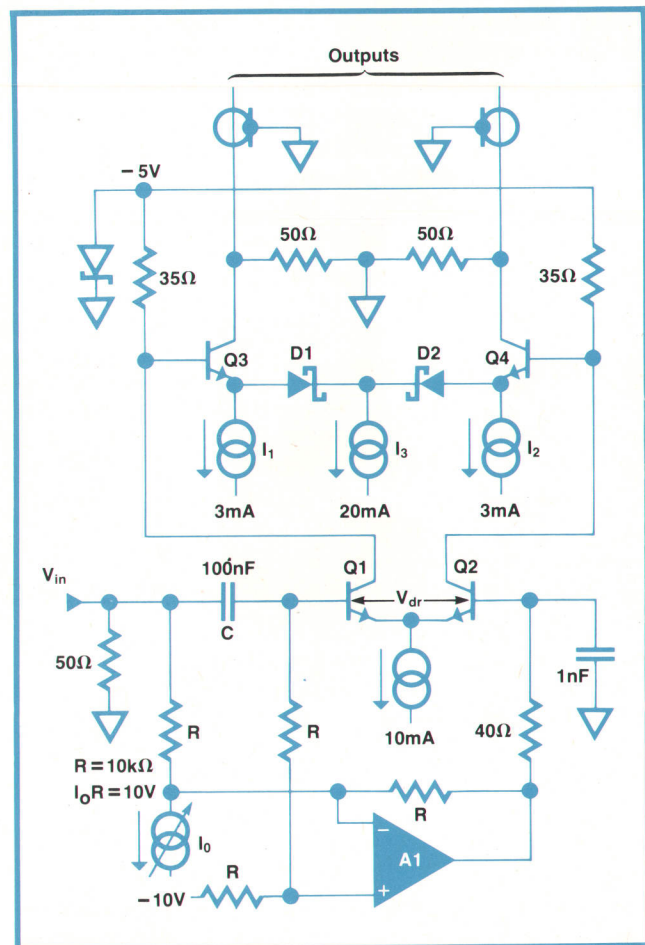 Outputs
– 5V
50Ω
50Ω
35Ω
35Ω
Q3
D1
D2
Q4
I1
I3
I2
3mA
20mA
3mA
Vin
100nF
C
Q1
Vdr
Q2
50Ω
1nF
R
R
10mA
40Ω
R = 10kΩ
IOR = 10V
R
I0
R
A1
–
+
–10V